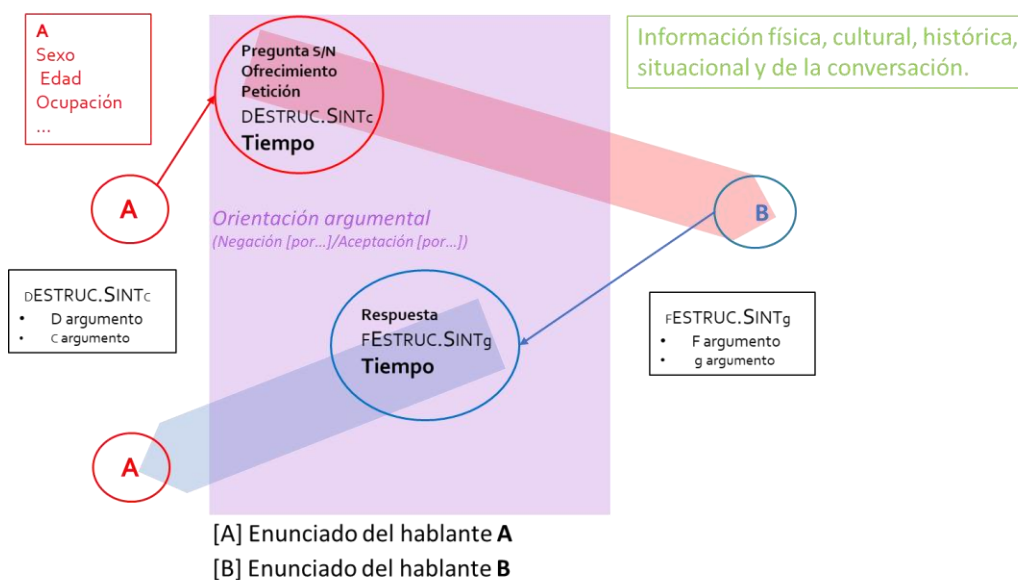 A
Sexo
Edad
Ocupación
...
Pregunta S/N
Ofrecimiento
Petición
DESTRUC.SINTc
Tiempo
Información física, cultural, histórica,
situacional y de la conversación.
A
B
Orientación argumental
(Negación [por...]/Aceptación [por...])
DESTRUC.SINTC
• D argumento
• C argumento
Respuesta
FESTRUC.SINTg
Tiempo
FESTRUC.SINTg
• F argumento
• g argumento
A
[A] Enunciado del hablante A
[B] Enunciado del hablante B